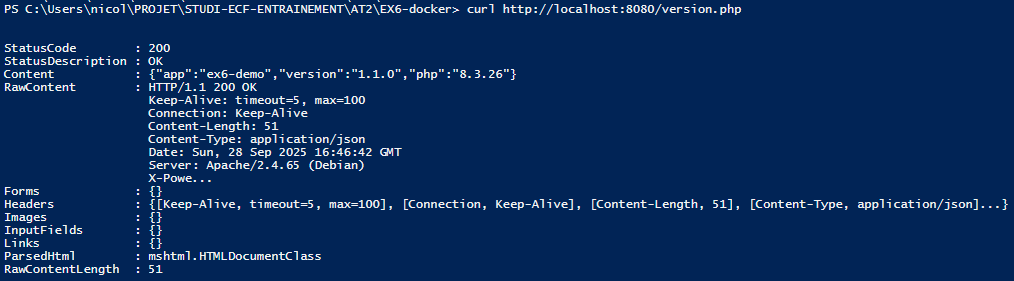 PS C:\Users\nicol\PROJET\STUDI-ECF-ENTRAINEMENT\AT2\EX6-docker> curl http://localhost:8080/version.php
StatusCode : 200
StatusDescription : OK
Content : {"app":"ex6-demo","version":"1.1.0","php":"8.3.26"}
RawContent : HTTP/1.1 200 OK
Keep-Alive: timeout=5, max=100
Connection: Keep-Alive
Content-Length: 51
Content-Type: application/json
Date: Sun, 28 Sep 2025 16:46:42 GMT
Server: Apache/2.4.65 (Debian)
X-Powe...
Forms : {}
Headers : {[Keep-Alive, timeout=5, max=100], [Connection, Keep-Alive], [Content-Length, 51], [Content-Type, application/json]...}
Images : {}
InputFields : {}
Links : {}
ParsedHtml : mshtml.HTMLDocumentClass
RawContentLength : 51